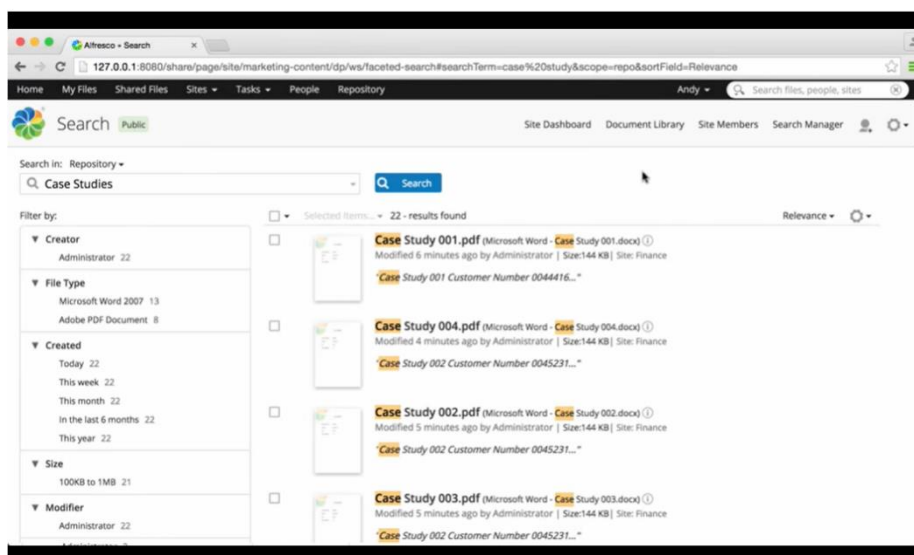 Alfresco » Search
127.0.0.1:8080/share/page/site/marketing-content/dp/ws/faceted-search#searchTerm=case%20study&scope=repo&sortField=Relevance
Home My Files Shared Files Sites Tasks People Repository Andy Search files, people, sites
Search Public Site Dashboard Document Library Site Members Search Manager
Search in: Repository
Case Studies Search
Filter by: Selected Items... 22 - results found Relevance
Creator
Administrator 22
File Type
Microsoft Word 2007 13
Adobe PDF Document 8
Created
Today 22
This week 22
This month 22
In the last 6 months 22
This year 22
Size
100KB to 1MB 21
Modifier
Administrator 22
Case Study 001.pdf (Microsoft Word - Case Study 001.docx)
Modified 6 minutes ago by Administrator | Size:144 KB| Site: Finance
"Case Study 001 Customer Number 0044416..."
Case Study 004.pdf (Microsoft Word - Case Study 004.docx)
Modified 4 minutes ago by Administrator | Size:144 KB| Site: Finance
"Case Study 002 Customer Number 0045231..."
Case Study 002.pdf (Microsoft Word - Case Study 002.docx)
Modified 5 minutes ago by Administrator | Size:144 KB| Site: Finance
"Case Study 002 Customer Number 0045231..."
Case Study 003.pdf (Microsoft Word - Case Study 003.docx)
Modified 5 minutes ago by Administrator | Size:144 KB| Site: Finance
"Case Study 002 Customer Number 0045231..."